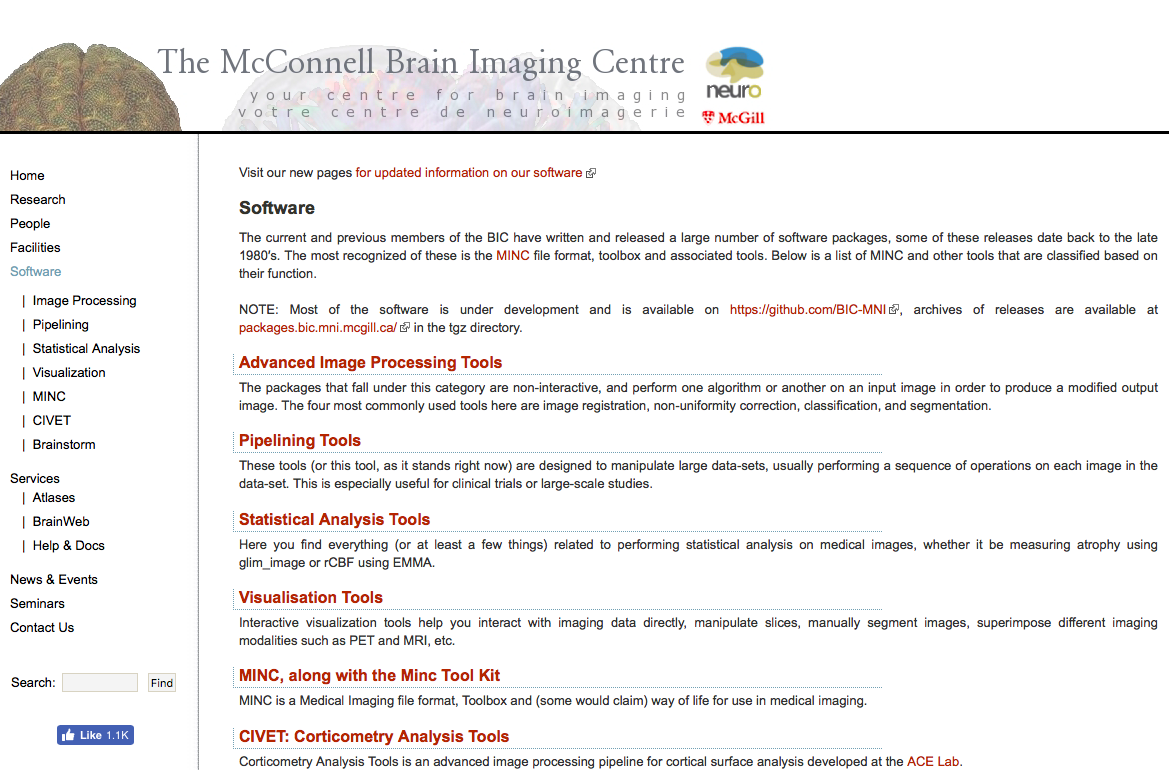 The McConnell Brain Imaging Centre
your centre for brain imaging
votre centre de neuroimagerie
neuro
McGill
Home
Research
People
Facilities
Software
| Image Processing
| Pipelining
| Statistical Analysis
| Visualization
| MINC
| CIVET
| Brainstorm
Services
| Atlases
| BrainWeb
| Help & Docs
News & Events
Seminars
Contact Us
Search: Find
Like 1.1K
Visit our new pages for updated information on our software
Software
The current and previous members of the BIC have written and released a large number of software packages, some of these releases date back to the late
1980's. The most recognized of these is the MINC file format, toolbox and associated tools. Below is a list of MINC and other tools that are classified based on
their function.
NOTE: Most of the software is under development and is available on https://github.com/BIC-MNI, archives of releases are available at
packages.bic.mni.mcgill.ca/ in the tgz directory.
Advanced Image Processing Tools
The packages that fall under this category are non-interactive, and perform one algorithm or another on an input image in order to produce a modified output
image. The four most commonly used tools here are image registration, non-uniformity correction, classification, and segmentation.
Pipelining Tools
These tools (or this tool, as it stands right now) are designed to manipulate large data-sets, usually performing a sequence of operations on each image in the
data-set. This is especially useful for clinical trials or large-scale studies.
Statistical Analysis Tools
Here you find everything (or at least a few things) related to performing statistical analysis on medical images, whether it be measuring atrophy using
glim_image or rCBF using EMMA.
Visualisation Tools
Interactive visualization tools help you interact with imaging data directly, manipulate slices, manually segment images, superimpose different imaging
modalities such as PET and MRI, etc.
MINC, along with the Minc Tool Kit
MINC is a Medical Imaging file format, Toolbox and (some would claim) way of life for use in medical imaging.
CIVET: Corticometry Analysis Tools
Corticometry Analysis Tools is an advanced image processing pipeline for cortical surface analysis developed at the ACE Lab.